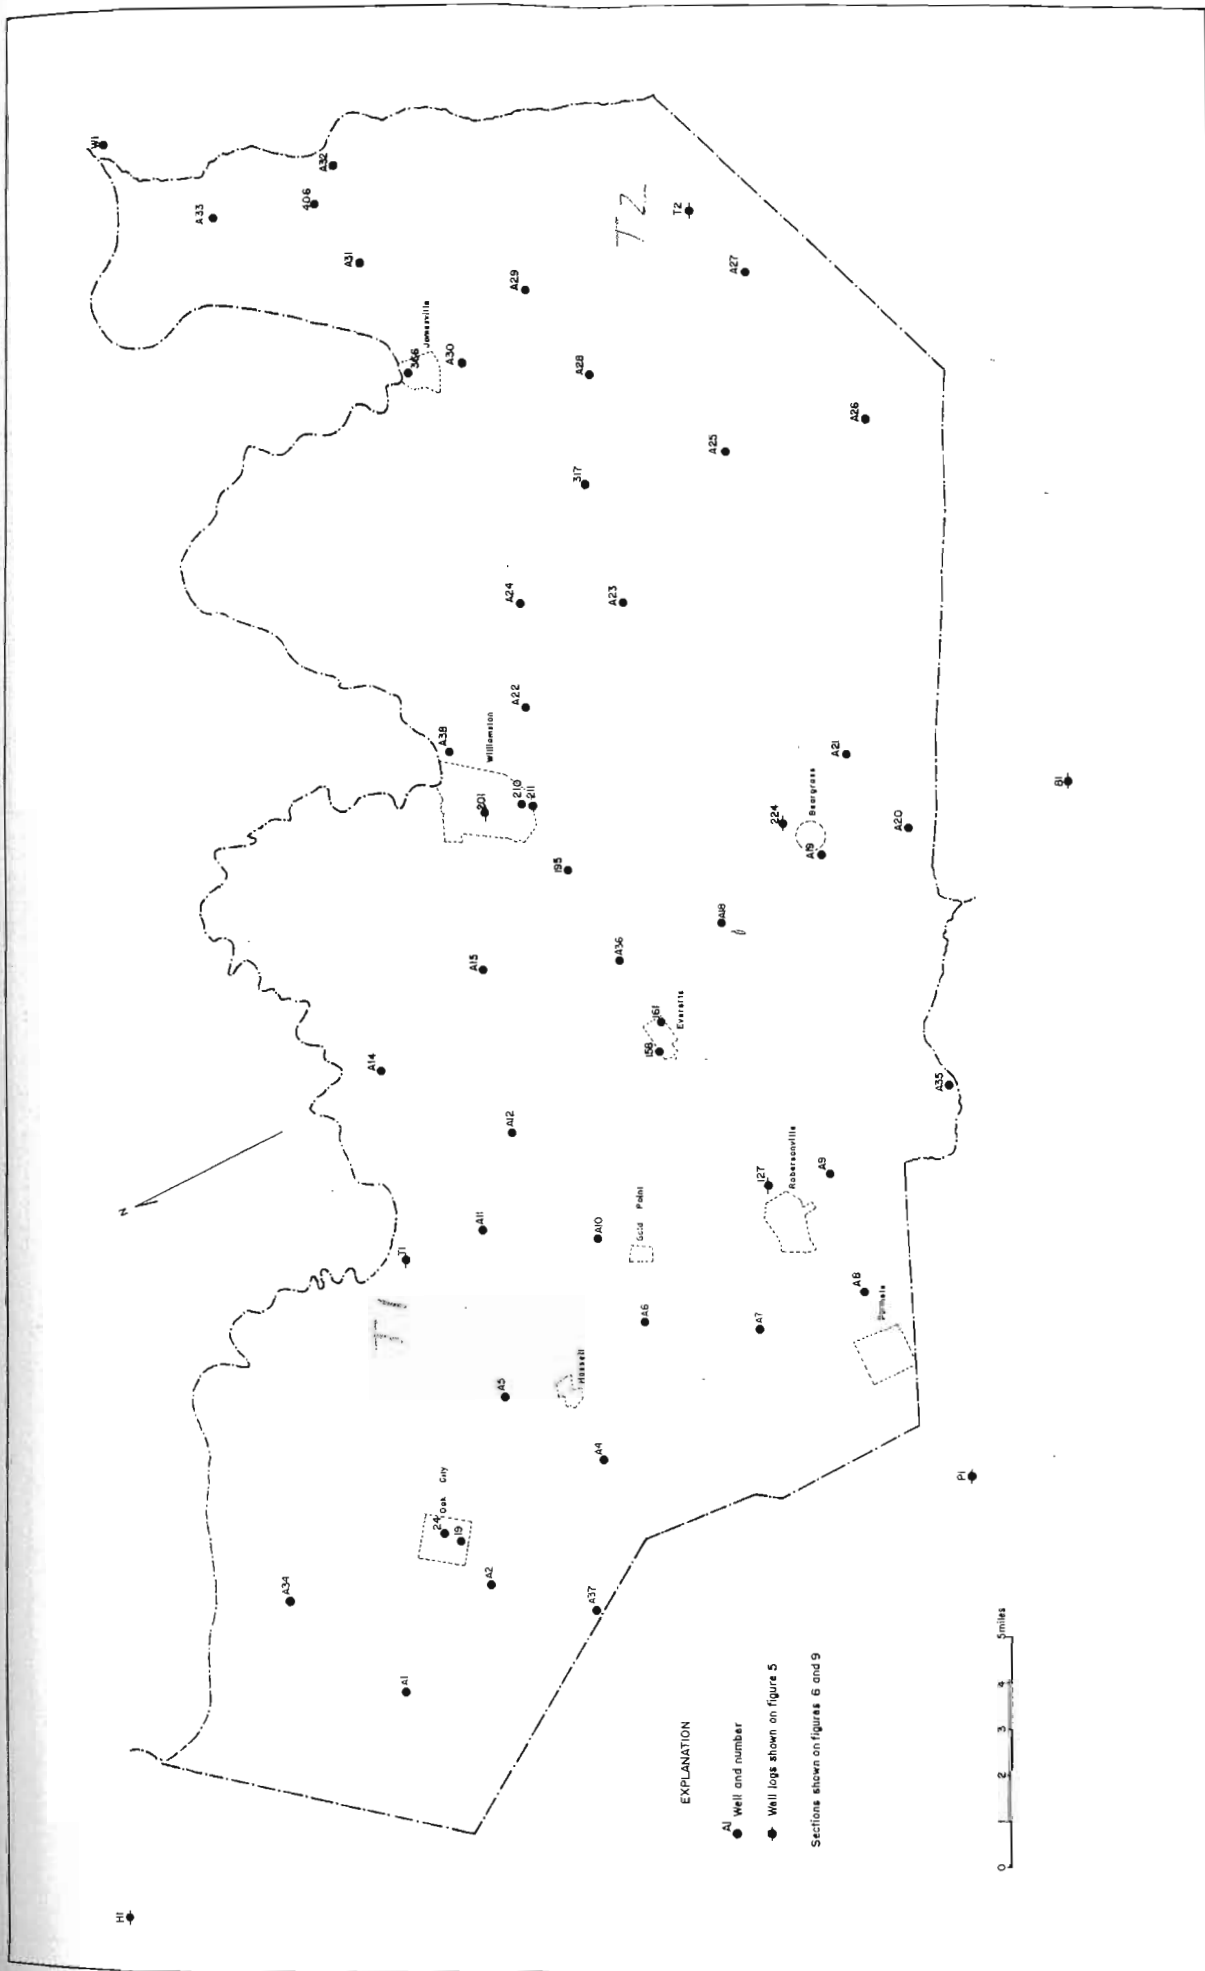 W1
A33
A32
406
A31
T2
T2
A27
A29
Jamesville
366
A30
A28
A26
A25
317
A24
A23
A22
Williamston
A38
201
210
211
A21
B1
224
Beargrass
A19
A20
195
A18
A36
A15
161
158
Everetts
A14
A35
A12
N
127
Robersonville
A9
A11
A10
Gold Point
T1
T1
A8
Parmele
A6
A7
A5
Hassell
A4
P1
Oak City
24
19
A2
A34
A37
A1
H1
EXPLANATION
A1
Well and number
Well logs shown on figure 5
Sections shown on figures 6 and 9
0 1 2 3 4 5 miles